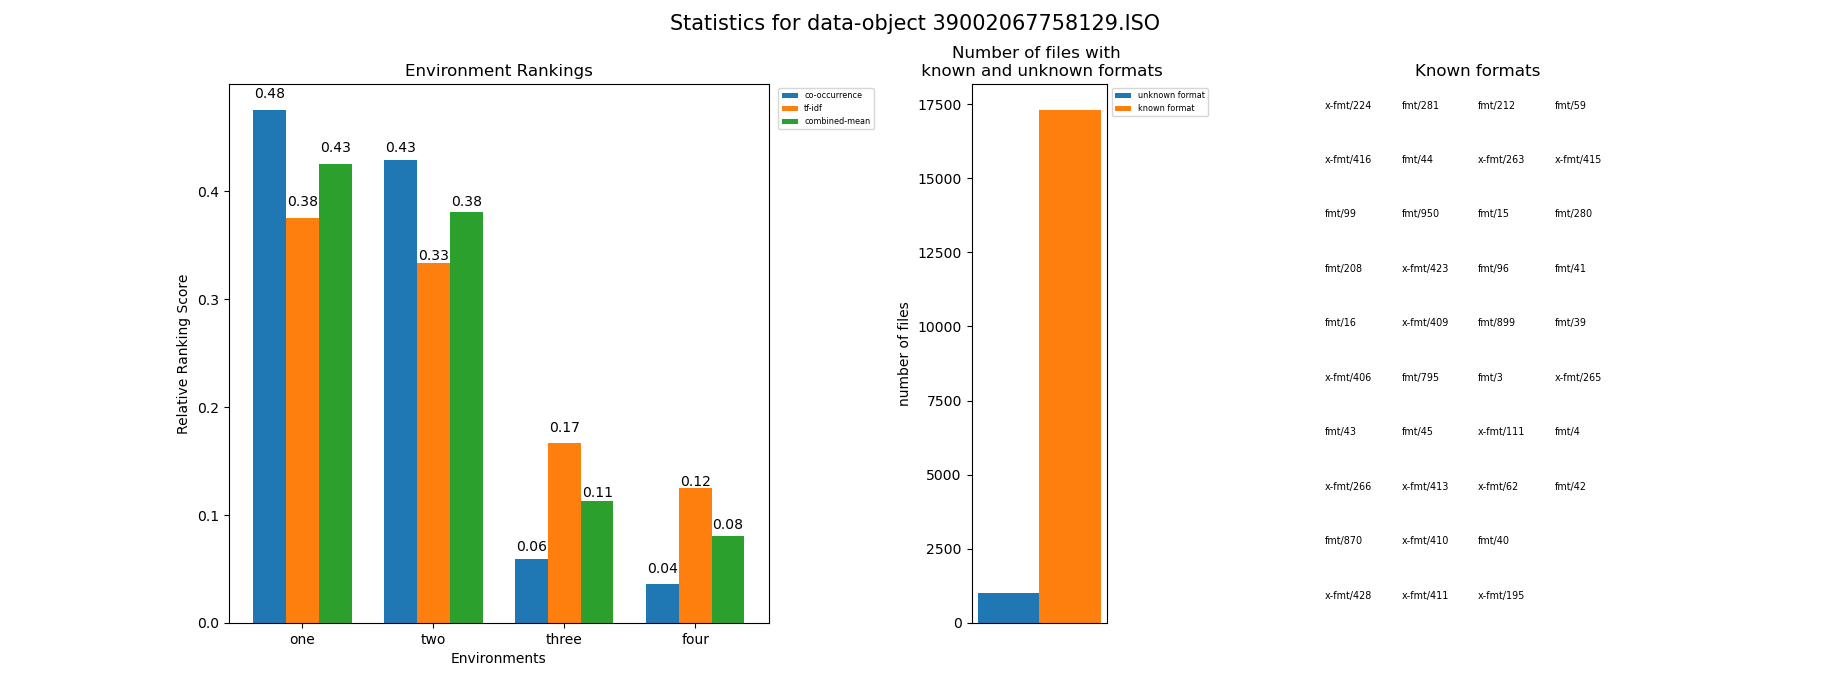 Statistics for data-object 39002067758129.ISO
Environment Rankings
0.48
0.38
0.43
0.43
0.33
0.38
0.06
0.17
0.11
0.04
0.12
0.08
0.4
0.3
0.2
0.1
0.0
Relative Ranking Score
one two three four
Environments
co-occurrence
tf-idf
combined-mean
Number of files with
known and unknown formats
17500
15000
12500
10000
7500
5000
2500
0
number of files
unknown format
known format
Known formats
x-fmt/224 fmt/281 fmt/212 fmt/59
x-fmt/416 fmt/44 x-fmt/263 x-fmt/415
fmt/99 fmt/950 fmt/15 fmt/280
fmt/208 x-fmt/423 fmt/96 fmt/41
fmt/16 x-fmt/409 fmt/899 fmt/39
x-fmt/406 fmt/795 fmt/3 x-fmt/265
fmt/43 fmt/45 x-fmt/111 fmt/4
x-fmt/266 x-fmt/413 x-fmt/62 fmt/42
fmt/870 x-fmt/410 fmt/40
x-fmt/428 x-fmt/411 x-fmt/195